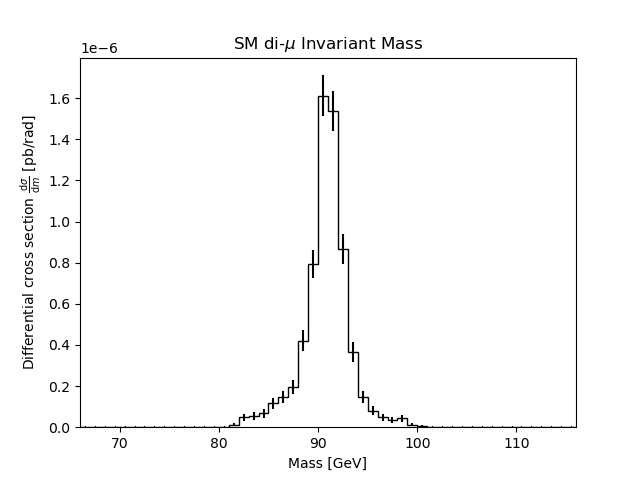 SM di-μ Invariant Mass
1e−6
1.6
1.4
1.2
1.0
0.8
0.6
0.4
0.2
0.0
Differential cross section dσ/dm [pb/rad]
70 80 90 100 110
Mass [GeV]